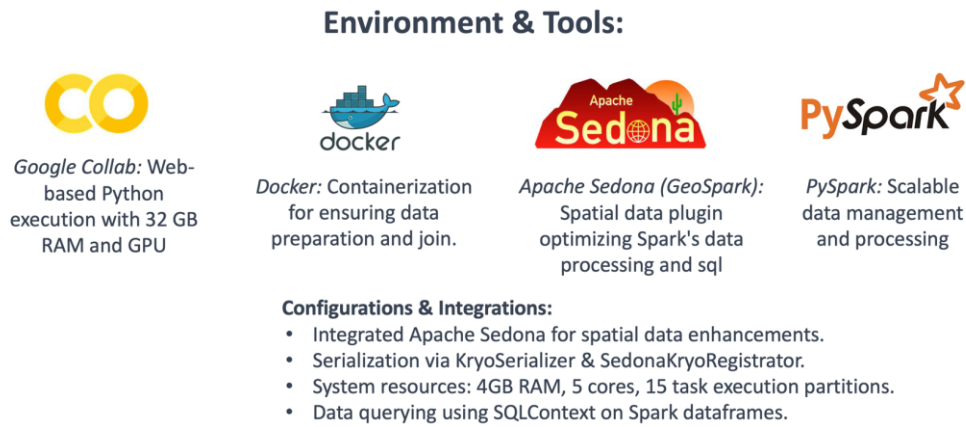 Environment & Tools:
docker
Apache
Sedona
PySpark
Google Collab: Web-
based Python
execution with 32 GB
RAM and GPU
Docker: Containerization
for ensuring data
preparation and join.
Apache Sedona (GeoSpark):
Spatial data plugin
optimizing Spark's data
processing and sql
PySpark: Scalable
data management
and processing
Configurations & Integrations:
• Integrated Apache Sedona for spatial data enhancements.
• Serialization via KryoSerializer & SedonaKryoRegistrator.
• System resources: 4GB RAM, 5 cores, 15 task execution partitions.
• Data querying using SQLContext on Spark dataframes.